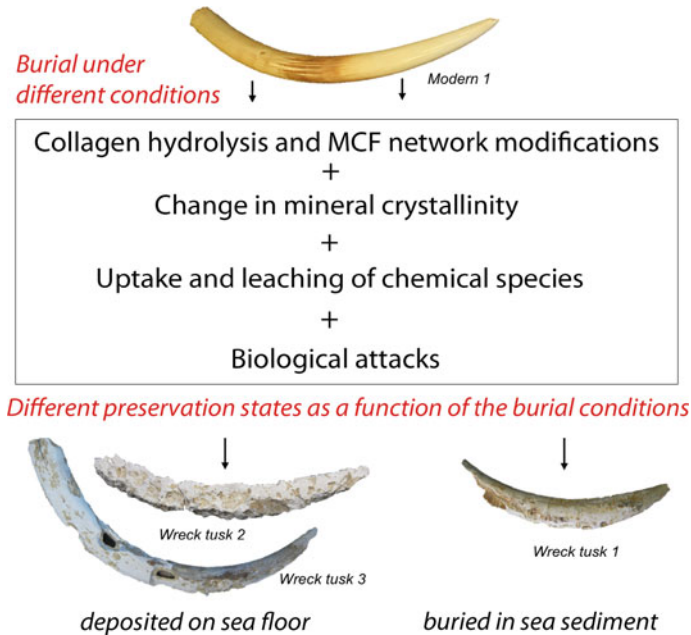 Modern 1
Burial under
different conditions
Collagen hydrolysis and MCF network modifications
+
Change in mineral crystallinity
+
Uptake and leaching of chemical species
+
Biological attacks
Different preservation states as a function of the burial conditions
Wreck tusk 2
Wreck tusk 3
Wreck tusk 1
deposited on sea floor
buried in sea sediment